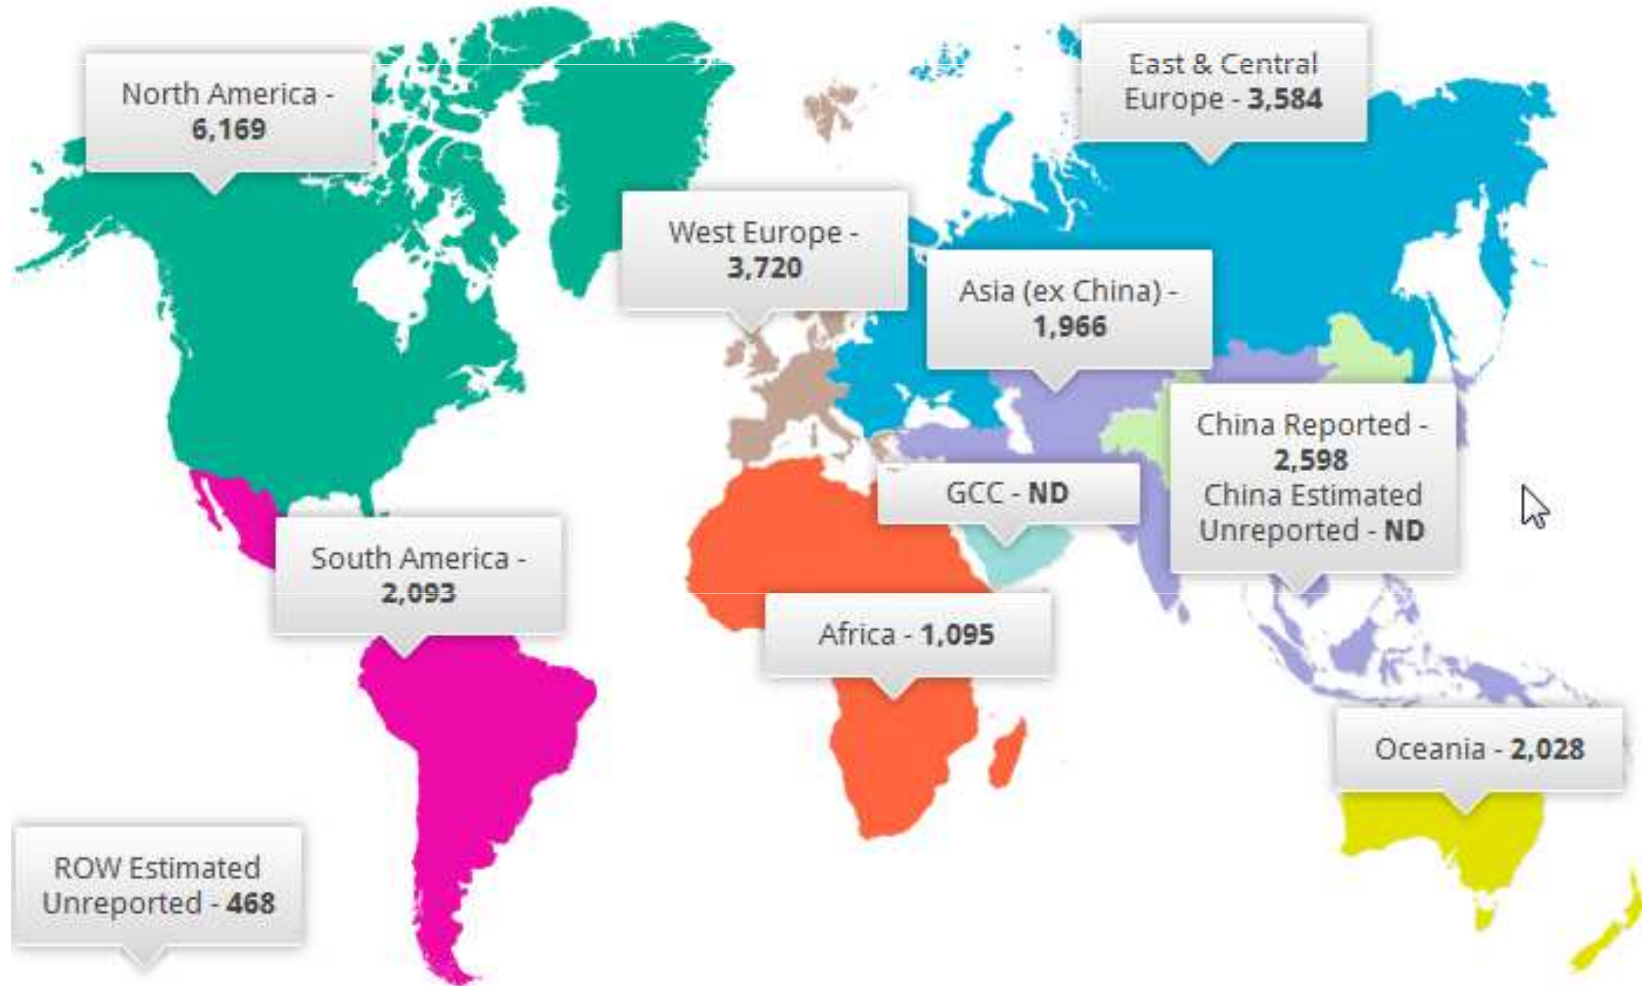 North America -
6,169
East & Central
Europe - 3,584
West Europe -
3,720
Asia (ex China) -
1,966
China Reported -
2,598
China Estimated
Unreported - ND
GCC - ND
South America -
2,093
Africa - 1,095
Oceania - 2,028
ROW Estimated
Unreported - 468